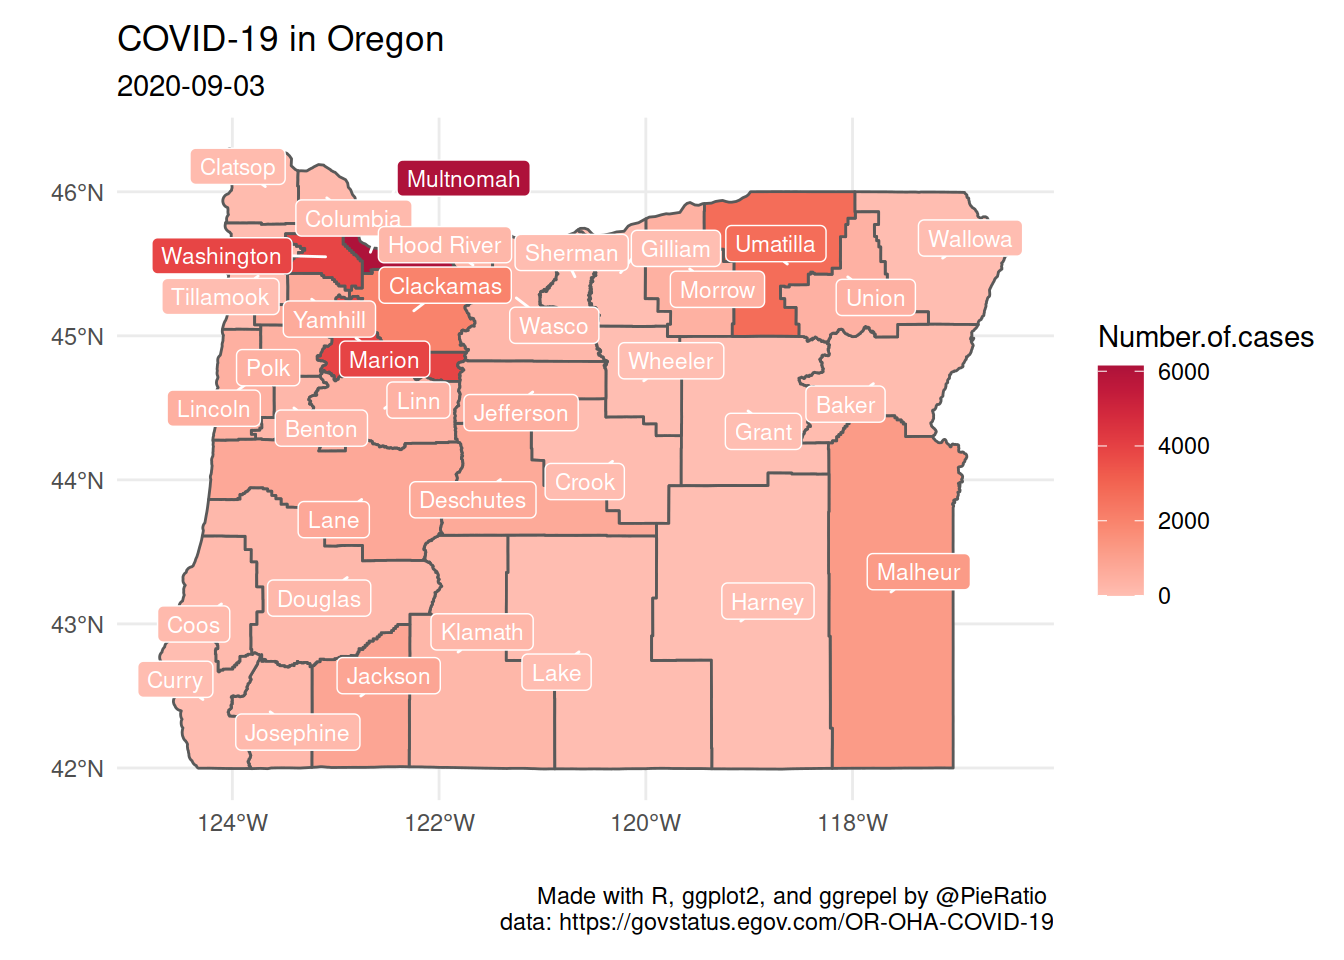 COVID-19 in Oregon
2020-09-03
46°N
45°N
44°N
43°N
42°N
Clatsop
Multnomah
Columbia
Washington
Hood River
Sherman
Gilliam
Umatilla
Wallowa
Tillamook
Clackamas
Morrow
Union
Yamhill
Wasco
Marion
Wheeler
Polk
Lincoln
Linn
Jefferson
Baker
Benton
Grant
Crook
Deschutes
Lane
Malheur
Douglas
Harney
Coos
Klamath
Curry
Jackson
Lake
Josephine
124°W
122°W
120°W
118°W
Number.of.cases
6000
4000
2000
0
Made with R, ggplot2, and ggrepel by @PieRatio
data: https://govstatus.egov.com/OR-OHA-COVID-19